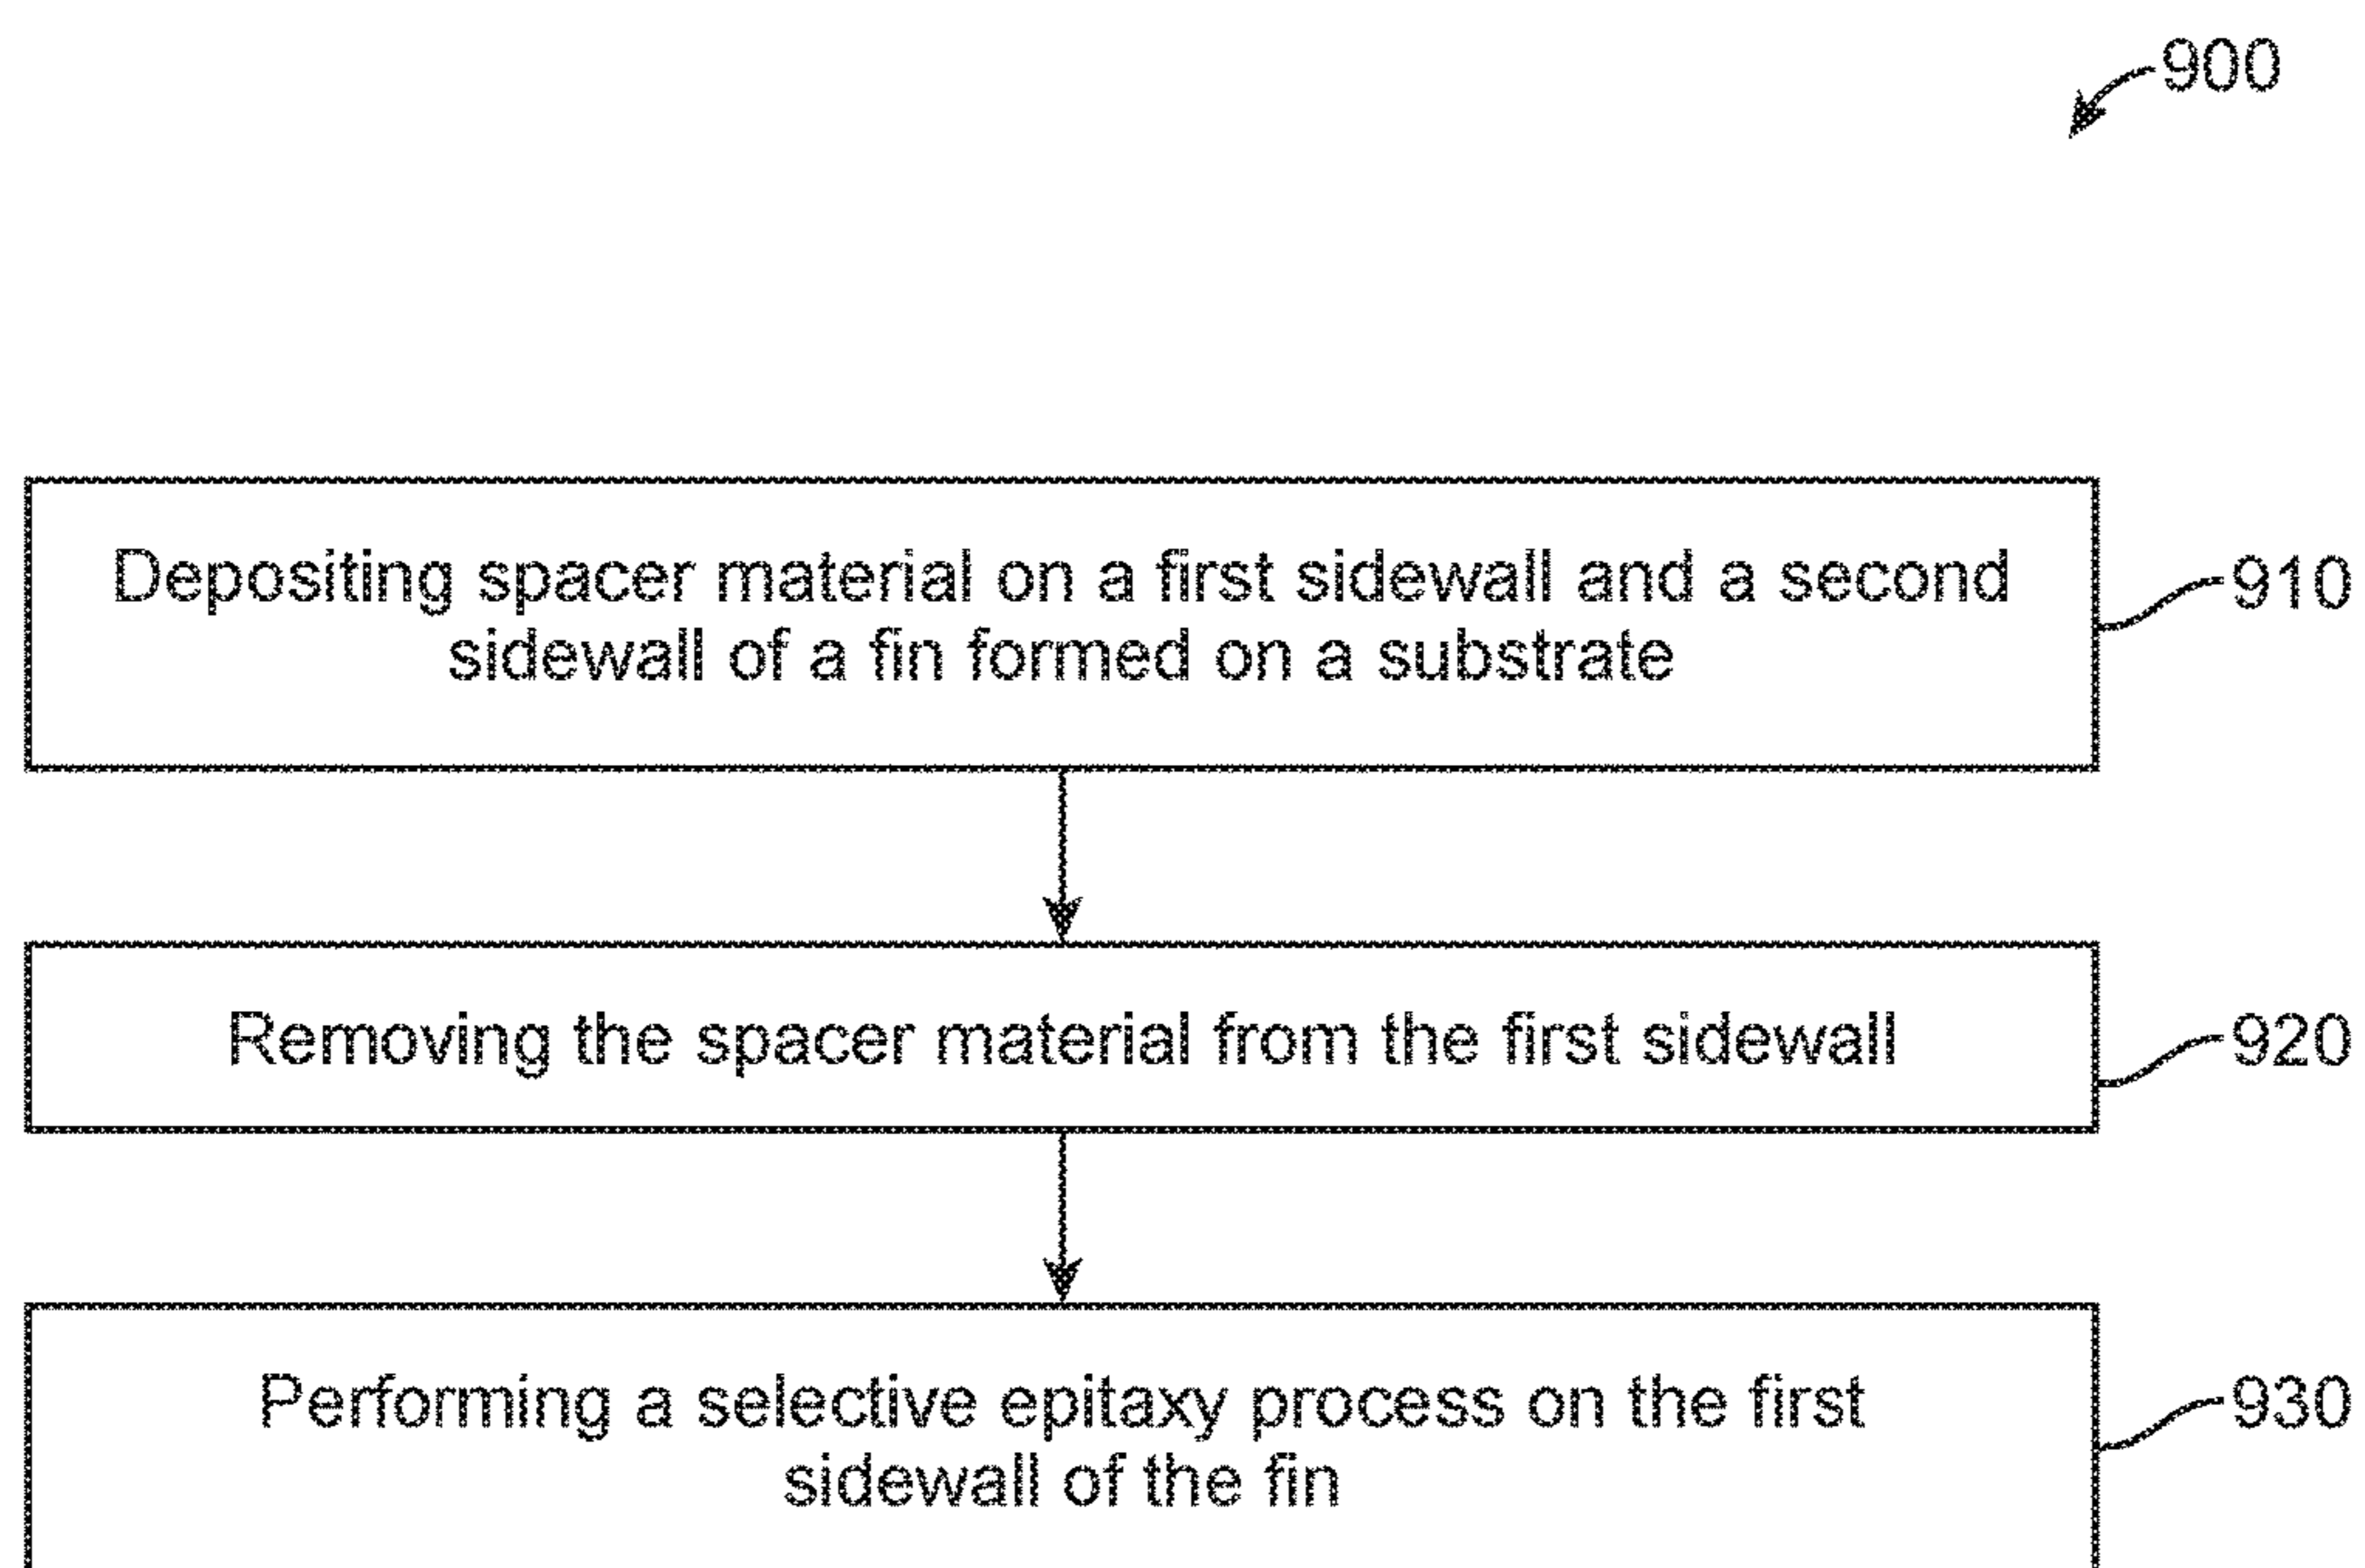 900
Depositing spacer material on a first sidewall and a second
sidewall of a fin formed on a substrate
910
Removing the spacer material from the first sidewall
920
Performing a selective epitaxy process on the first
sidewall of the fin
930